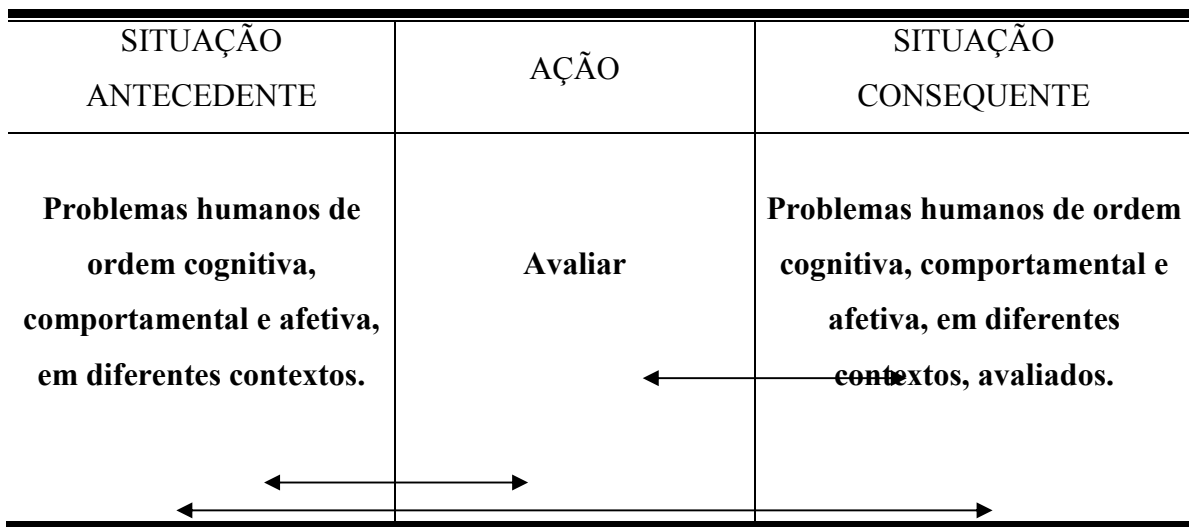 SITUAÇÃO
ANTECEDENTE
AÇÃO
SITUAÇÃO
CONSEQUENTE
Problemas humanos de
ordem cognitiva,
comportamental e afetiva,
em diferentes contextos.
Avaliar
Problemas humanos de ordem
cognitiva, comportamental e
afetiva, em diferentes
contextos, avaliados.